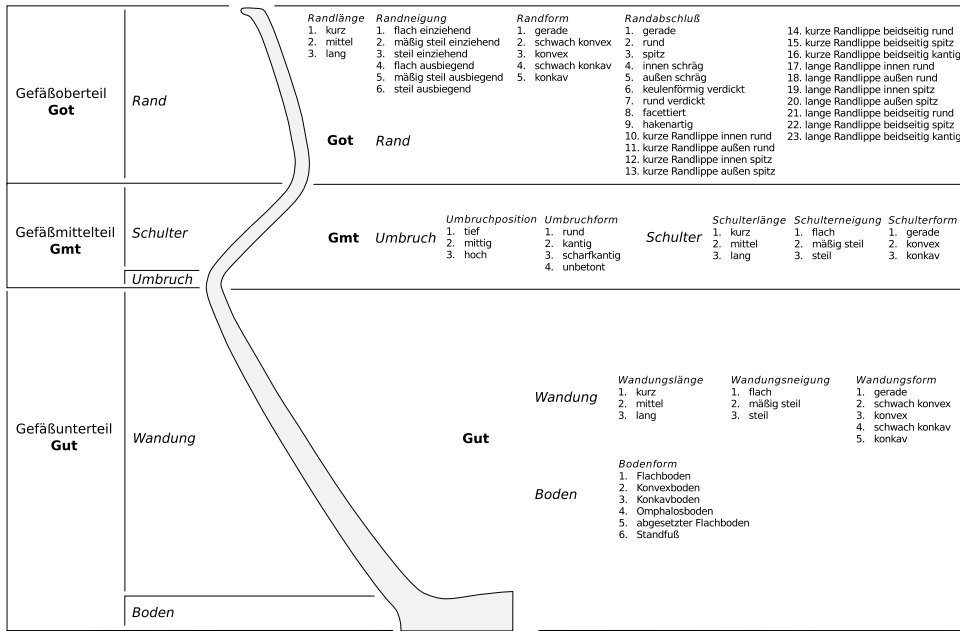 Gefäßoberteil
Got
Rand
Randlänge
1. kurz
2. mittel
3. lang
Randneigung
1. flach einziehend
2. mäßig steil einziehend
3. steil einziehend
4. flach ausbiegend
5. mäßig steil ausbiegend
6. steil ausbiegend
Randform
1. gerade
2. schwach konvex
3. konvex
4. schwach konkav
5. konkav
Randabschluß
1. gerade
2. rund
3. spitz
4. innen schräg
5. außen schräg
6. keulenförmig verdickt
7. rund verdickt
8. facettiert
9. hakenartig
10. kurze Randlippe innen rund
11. kurze Randlippe außen rund
12. kurze Randlippe innen spitz
13. kurze Randlippe außen spitz
14. kurze Randlippe beidseitig rund
15. kurze Randlippe beidseitig spitz
16. kurze Randlippe beidseitig kantig
17. lange Randlippe innen rund
18. lange Randlippe außen rund
19. lange Randlippe innen spitz
20. lange Randlippe außen spitz
21. lange Randlippe beidseitig rund
22. lange Randlippe beidseitig spitz
23. lange Randlippe beidseitig kantig
Got Rand
Gefäßmittelteil
Gmt
Schulter
Umbruch
Gmt Umbruch
Umbruchposition
1. tief
2. mittig
3. hoch
Umbruchform
1. rund
2. kantig
3. scharfkantig
4. unbetont
Schulter
Schulterlänge
1. kurz
2. mittel
3. lang
Schulterneigung
1. flach
2. mäßig steil
3. steil
Schulterform
1. gerade
2. konvex
3. konkav
Gefäßunterteil
Gut
Wandung
Boden
Gut
Wandung
Wandungslänge
1. kurz
2. mittel
3. lang
Wandungsneigung
1. flach
2. mäßig steil
3. steil
Wandungsform
1. gerade
2. schwach konvex
3. konvex
4. schwach konkav
5. konkav
Boden
Bodenform
1. Flachboden
2. Konvexboden
3. Konkavboden
4. Omphalosboden
5. abgesetzter Flachboden
6. Standfuß